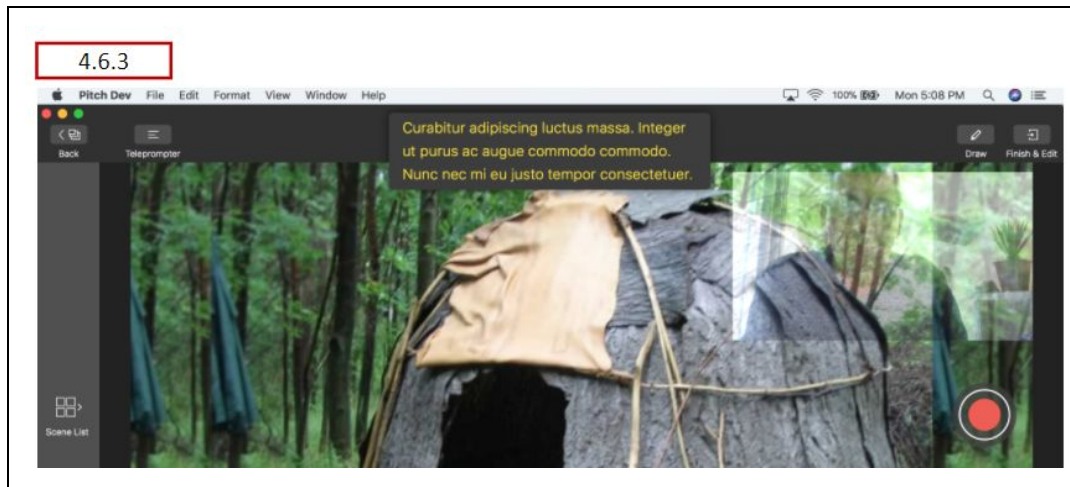 4.6.3
Pitch Dev File Edit Format View Window Help 100% Mon 5:08 PM
Curabitur adipiscing luctus massa. Integer
ut purus ac augue commodo commodo.
Nunc nec mi eu justo tempor consectetuer.
Back Teleprompter Draw Finish & Edit
Scene List